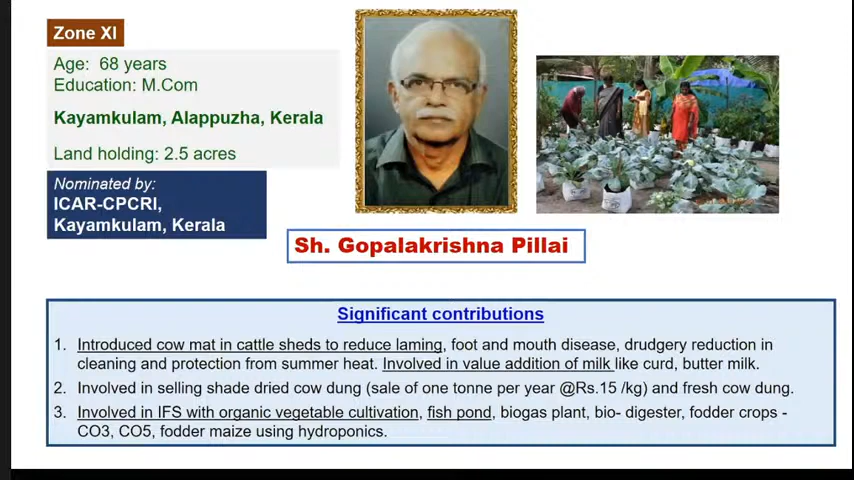 Zone XI
Age: 68 years
Education: M.Com
Kayamkulam, Alappuzha, Kerala
Land holding: 2.5 acres
Nominated by:
ICAR-CPCRI,
Kayamkulam, Kerala
Sh. Gopalakrishna Pillai
Significant contributions
1. Introduced cow mat in cattle sheds to reduce laming, foot and mouth disease, drudgery reduction in
cleaning and protection from summer heat. Involved in value addition of milk like curd, butter milk.
2. Involved in selling shade dried cow dung (sale of one tonne per year @Rs.15 /kg) and fresh cow dung.
3. Involved in IFS with organic vegetable cultivation, fish pond, biogas plant, bio- digester, fodder crops -
CO3, CO5, fodder maize using hydroponics.